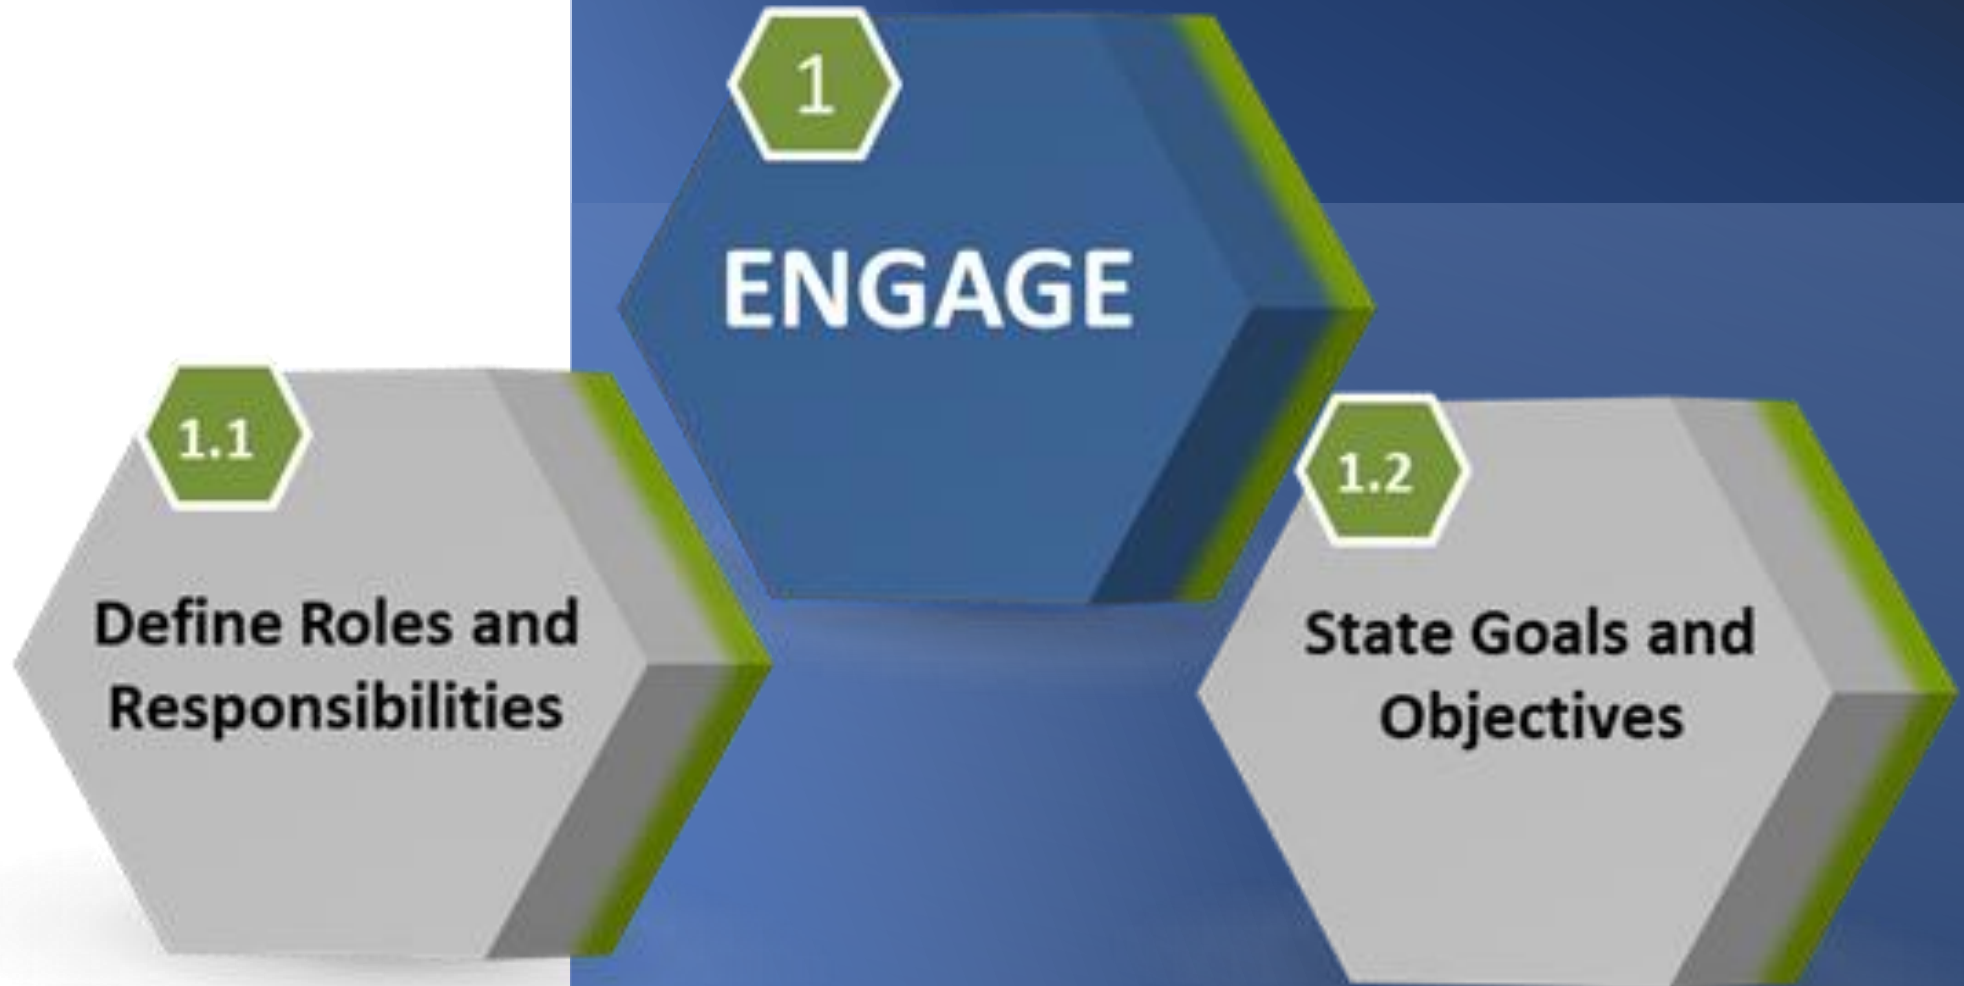 1
ENGAGE
1.1
Define Roles and
Responsibilities
1.2
State Goals and
Objectives